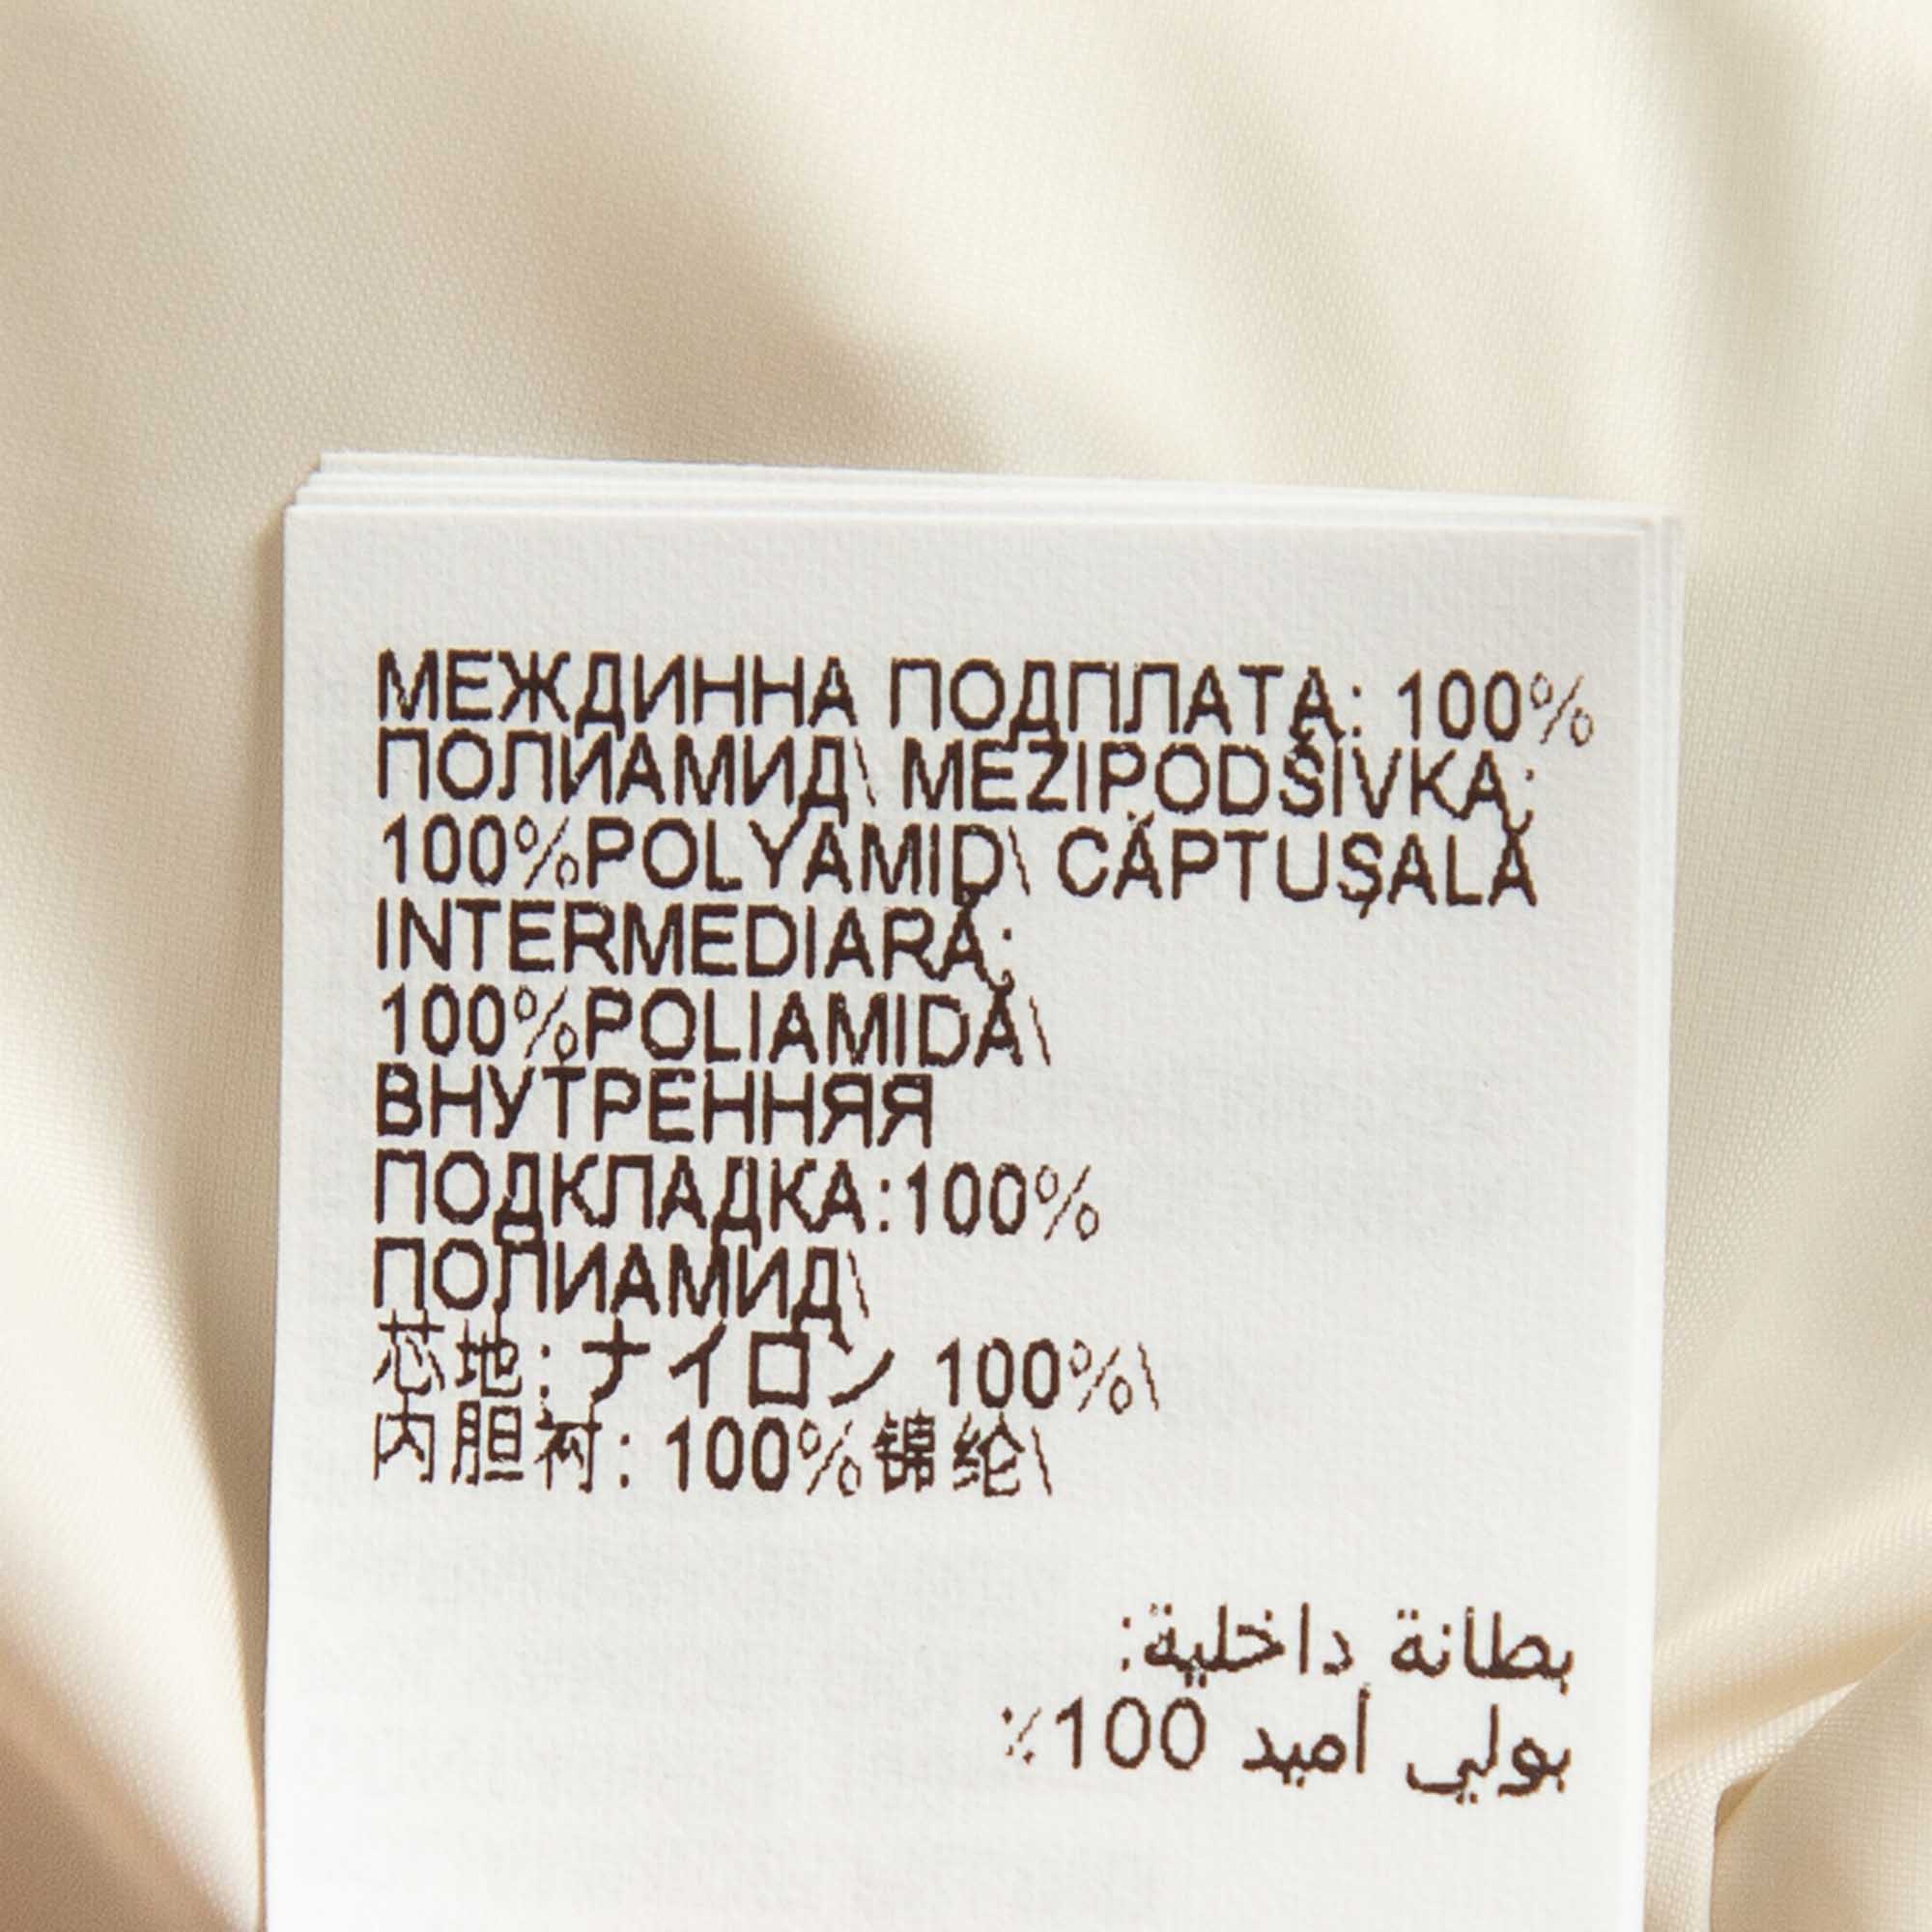 МЕЖДИННА ПОДПЛАТА: 100%
ПОЛИАМИД\ MEZIPODŠÍVKA:
100%POLYAMID\ CĂPTUȘALĂ
INTERMEDIARĂ:
100%POLIAMIDĂ\
ВНУТРЕННЯЯ
ПОДКЛАДКА:100%
ПОЛИАМИД\
芯地: ナイロン 100%\
内胆衬: 100%锦纶\
بطانة داخلية:
بولي أميد 100٪